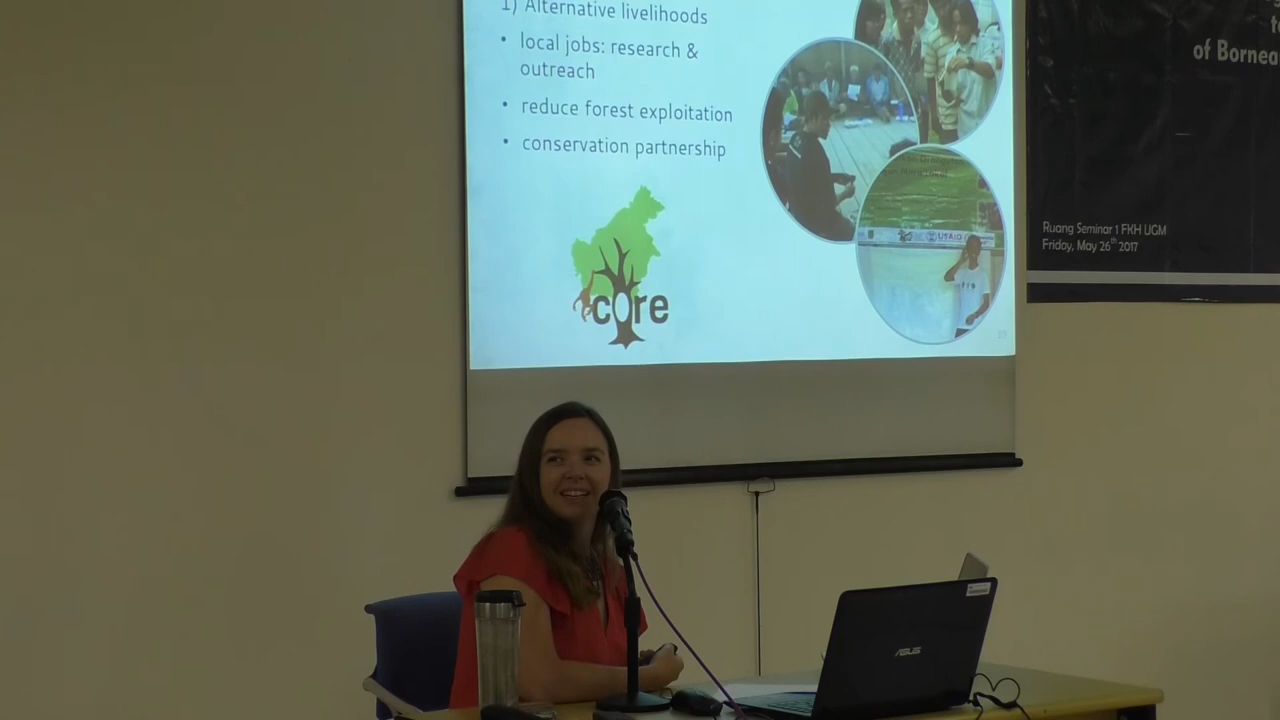 1) Alternative livelihoods
• local jobs: research &
outreach
• reduce forest exploitation
• conservation partnership
core
USAID
of Bornea
Ruang Seminar 1 FKH UGM
Friday, May 26th 2017
ASUS